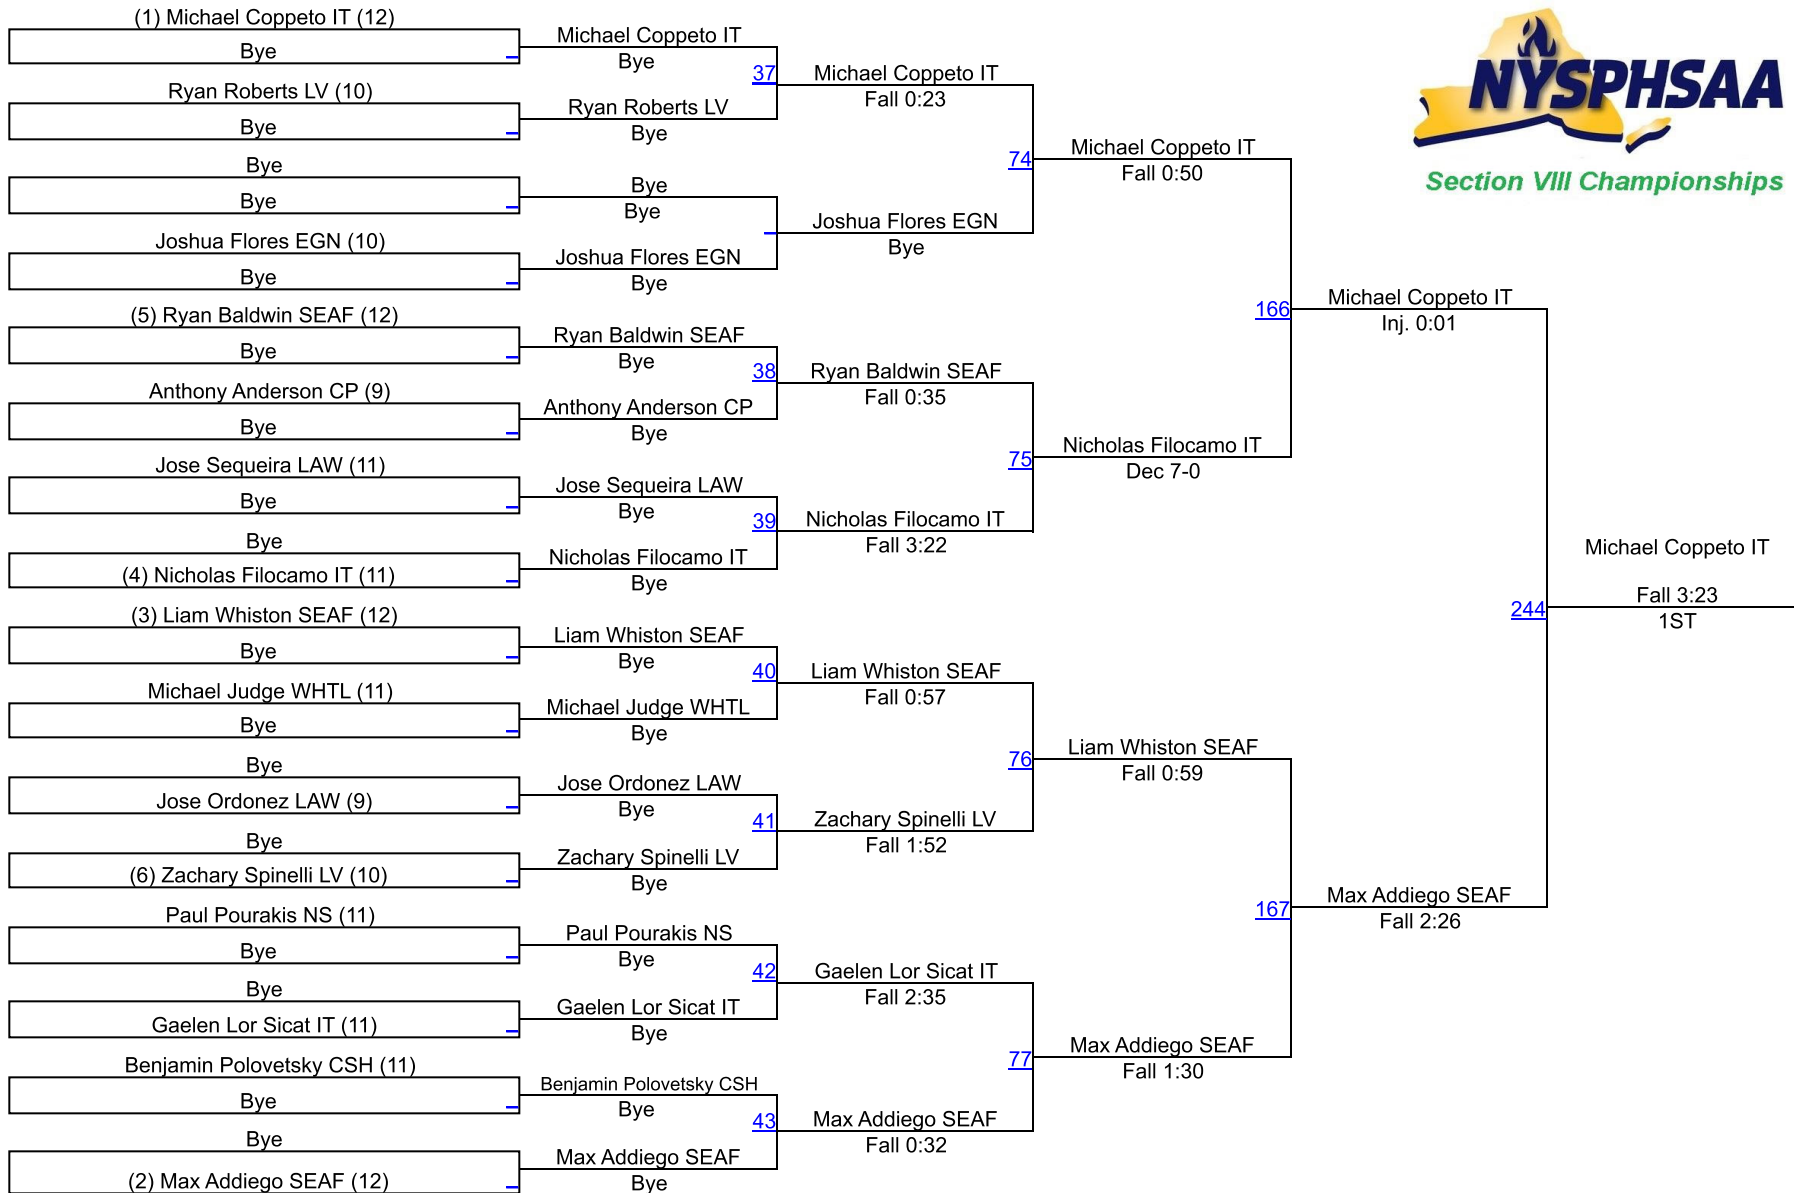 (1) Michael Coppeto IT (12)
Bye
Ryan Roberts LV (10)
Bye
Bye
Bye
Joshua Flores EGN (10)
Bye
(5) Ryan Baldwin SEAF (12)
Bye
Anthony Anderson CP (9)
Bye
Jose Sequeira LAW (11)
Bye
Bye
(4) Nicholas Filocamo IT (11)
(3) Liam Whiston SEAF (12)
Bye
Michael Judge WHTL (11)
Bye
Bye
Jose Ordonez LAW (9)
Bye
(6) Zachary Spinelli LV (10)
Paul Pourakis NS (11)
Bye
Bye
Gaelen Lor Sicat IT (11)
Benjamin Polovetsky CSH (11)
Bye
Bye
(2) Max Addiego SEAF (12)
Michael Coppeto IT
Bye
37
Ryan Roberts LV
Bye
Bye
Bye
Joshua Flores EGN
Bye
Ryan Baldwin SEAF
Bye
38
Anthony Anderson CP
Bye
Jose Sequeira LAW
Bye
39
Nicholas Filocamo IT
Bye
Liam Whiston SEAF
Bye
40
Michael Judge WHTL
Bye
Jose Ordonez LAW
Bye
41
Zachary Spinelli LV
Bye
Paul Pourakis NS
Bye
42
Gaelen Lor Sicat IT
Bye
Benjamin Polovetsky CSH
Bye
43
Max Addiego SEAF
Bye
Michael Coppeto IT
Fall 0:23
74
Joshua Flores EGN
Bye
Ryan Baldwin SEAF
Fall 0:35
75
Nicholas Filocamo IT
Fall 3:22
Liam Whiston SEAF
Fall 0:57
76
Zachary Spinelli LV
Fall 1:52
Gaelen Lor Sicat IT
Fall 2:35
77
Max Addiego SEAF
Fall 0:32
Michael Coppeto IT
Fall 0:50
166
Nicholas Filocamo IT
Dec 7-0
Liam Whiston SEAF
Fall 0:59
167
Max Addiego SEAF
Fall 1:30
Michael Coppeto IT
Inj. 0:01
244
Max Addiego SEAF
Fall 2:26
NYSPHSAA
Section VIII Championships
Michael Coppeto IT
Fall 3:23
1ST